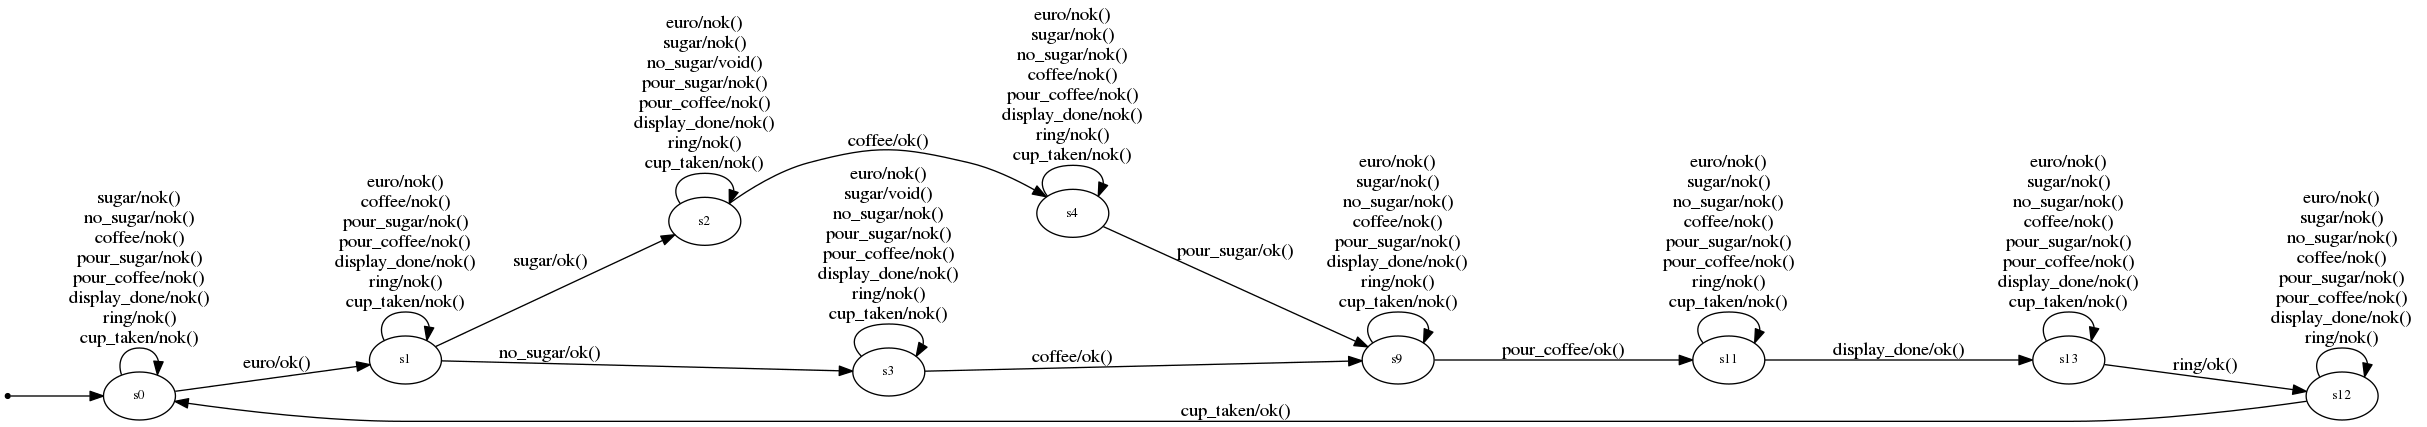 sugar/nok()
no_sugar/nok()
coffee/nok()
pour_sugar/nok()
pour_coffee/nok()
display_done/nok()
ring/nok()
cup_taken/nok()
s0
euro/ok()
euro/nok()
coffee/nok()
pour_sugar/nok()
pour_coffee/nok()
display_done/nok()
ring/nok()
cup_taken/nok()
s1
sugar/ok()
no_sugar/ok()
euro/nok()
sugar/nok()
no_sugar/void()
pour_sugar/nok()
pour_coffee/nok()
display_done/nok()
ring/nok()
cup_taken/nok()
s2
coffee/ok()
euro/nok()
sugar/void()
no_sugar/nok()
pour_sugar/nok()
pour_coffee/nok()
display_done/nok()
ring/nok()
cup_taken/nok()
s3
coffee/ok()
euro/nok()
sugar/nok()
no_sugar/nok()
coffee/nok()
pour_coffee/nok()
display_done/nok()
ring/nok()
cup_taken/nok()
s4
pour_sugar/ok()
euro/nok()
sugar/nok()
no_sugar/nok()
coffee/nok()
pour_sugar/nok()
display_done/nok()
ring/nok()
cup_taken/nok()
s9
pour_coffee/ok()
euro/nok()
sugar/nok()
no_sugar/nok()
coffee/nok()
pour_sugar/nok()
pour_coffee/nok()
ring/nok()
cup_taken/nok()
s11
display_done/ok()
euro/nok()
sugar/nok()
no_sugar/nok()
coffee/nok()
pour_sugar/nok()
pour_coffee/nok()
display_done/nok()
cup_taken/nok()
s13
ring/ok()
euro/nok()
sugar/nok()
no_sugar/nok()
coffee/nok()
pour_sugar/nok()
pour_coffee/nok()
display_done/nok()
ring/nok()
s12
cup_taken/ok()